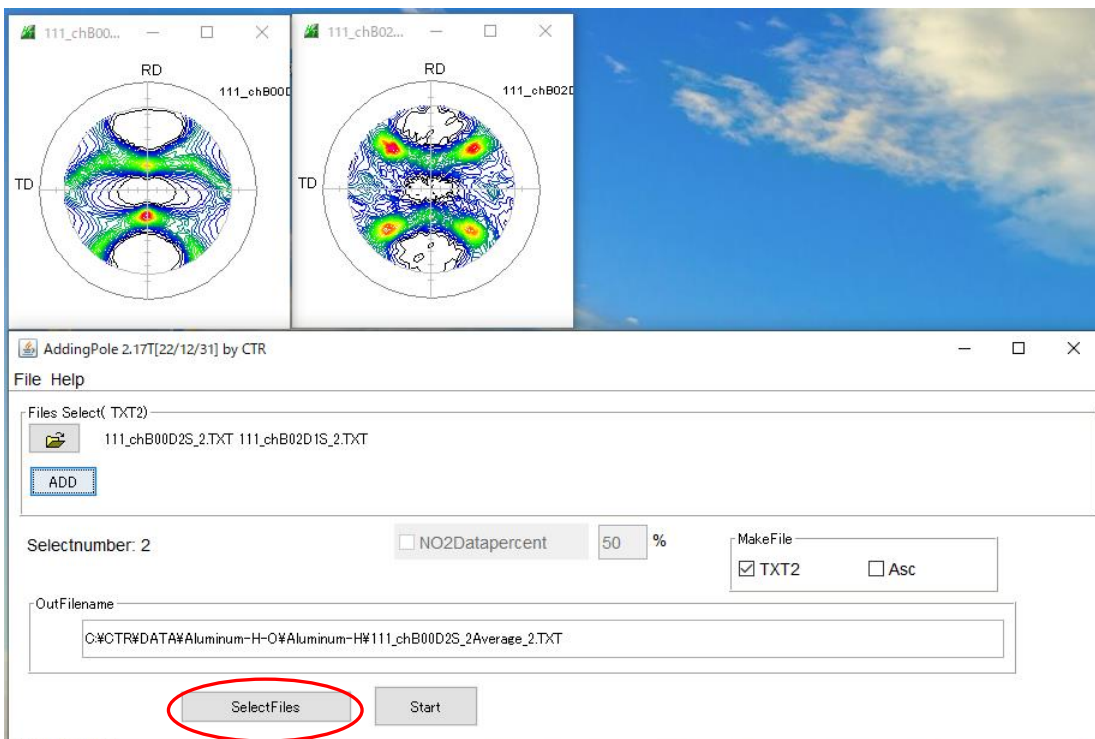 111_chB00...
111_chB02...
RD
111_chB00D
TD
RD
111_chB02D
TD
AddingPole 2.17T[22/12/31] by CTR
File Help
Files Select( TXT2)
111_chB00D2S_2.TXT 111_chB02D1S_2.TXT
ADD
Selectnumber: 2
NO2Datapercent
50
%
MakeFile
TXT2
Asc
OutFilename
C:¥CTR¥DATA¥Aluminum-H-O¥Aluminum-H¥111_chB00D2S_2Average_2.TXT
SelectFiles
Start